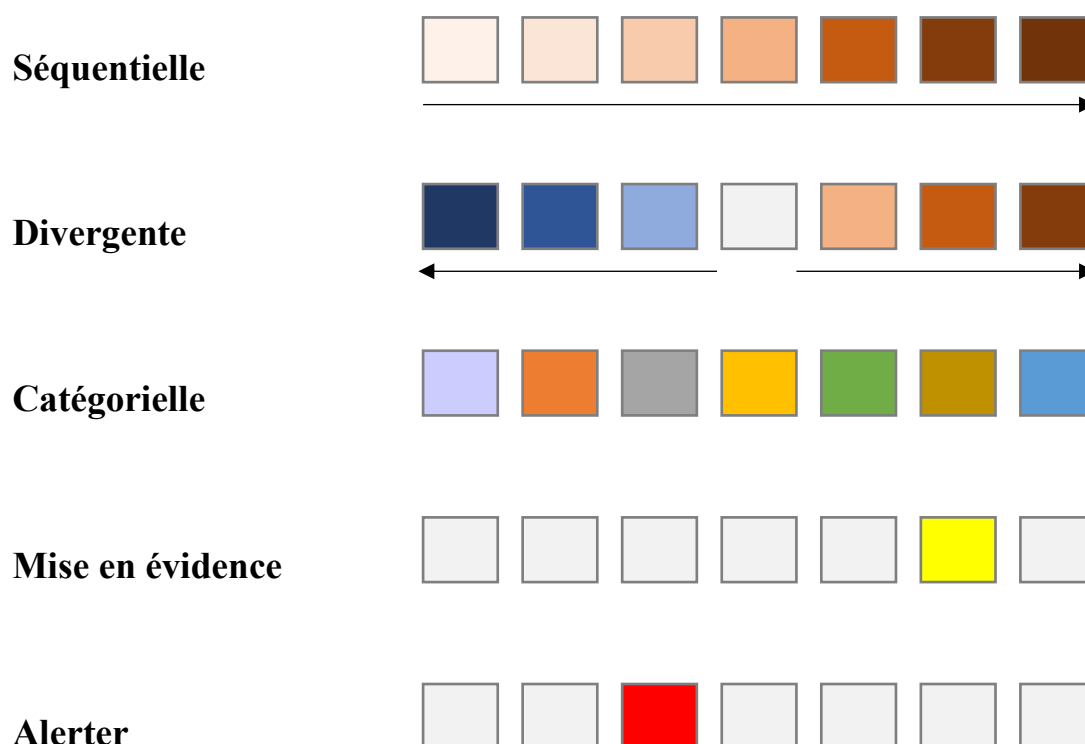 Séquentielle
Divergente
Catégorielle
Mise en évidence
Alerter